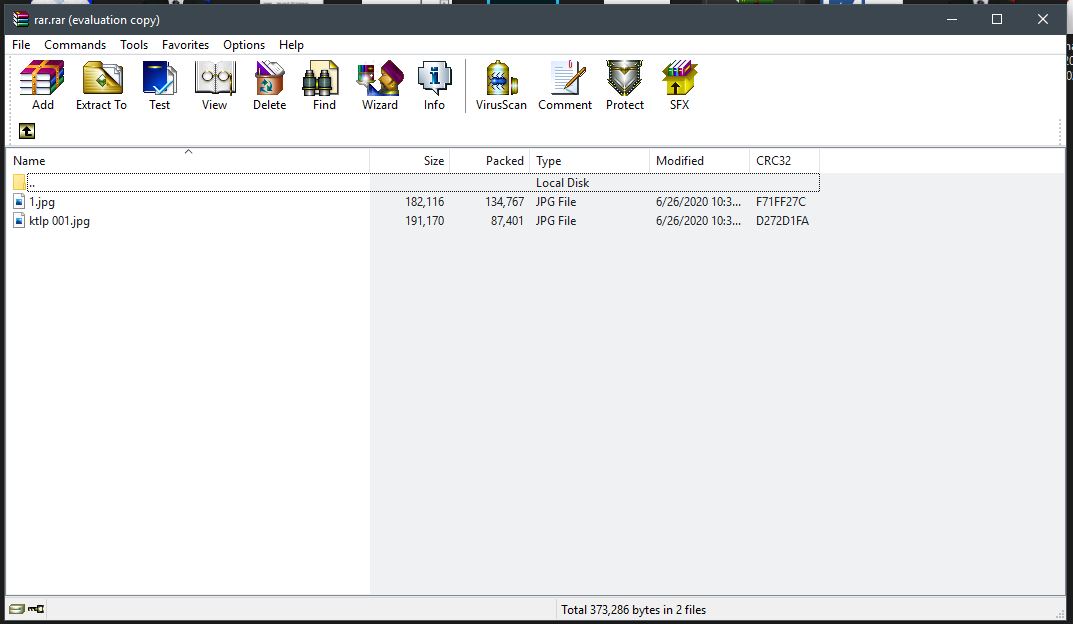 rar.rar (evaluation copy)
File Commands Tools Favorites Options Help
Add Extract To Test View Delete Find Wizard Info VirusScan Comment Protect SFX
Name Size Packed Type Modified CRC32
.. Local Disk
1.jpg 182,116 134,767 JPG File 6/26/2020 10:3... F71FF27C
ktlp 001.jpg 191,170 87,401 JPG File 6/26/2020 10:3... D272D1FA
Total 373,286 bytes in 2 files